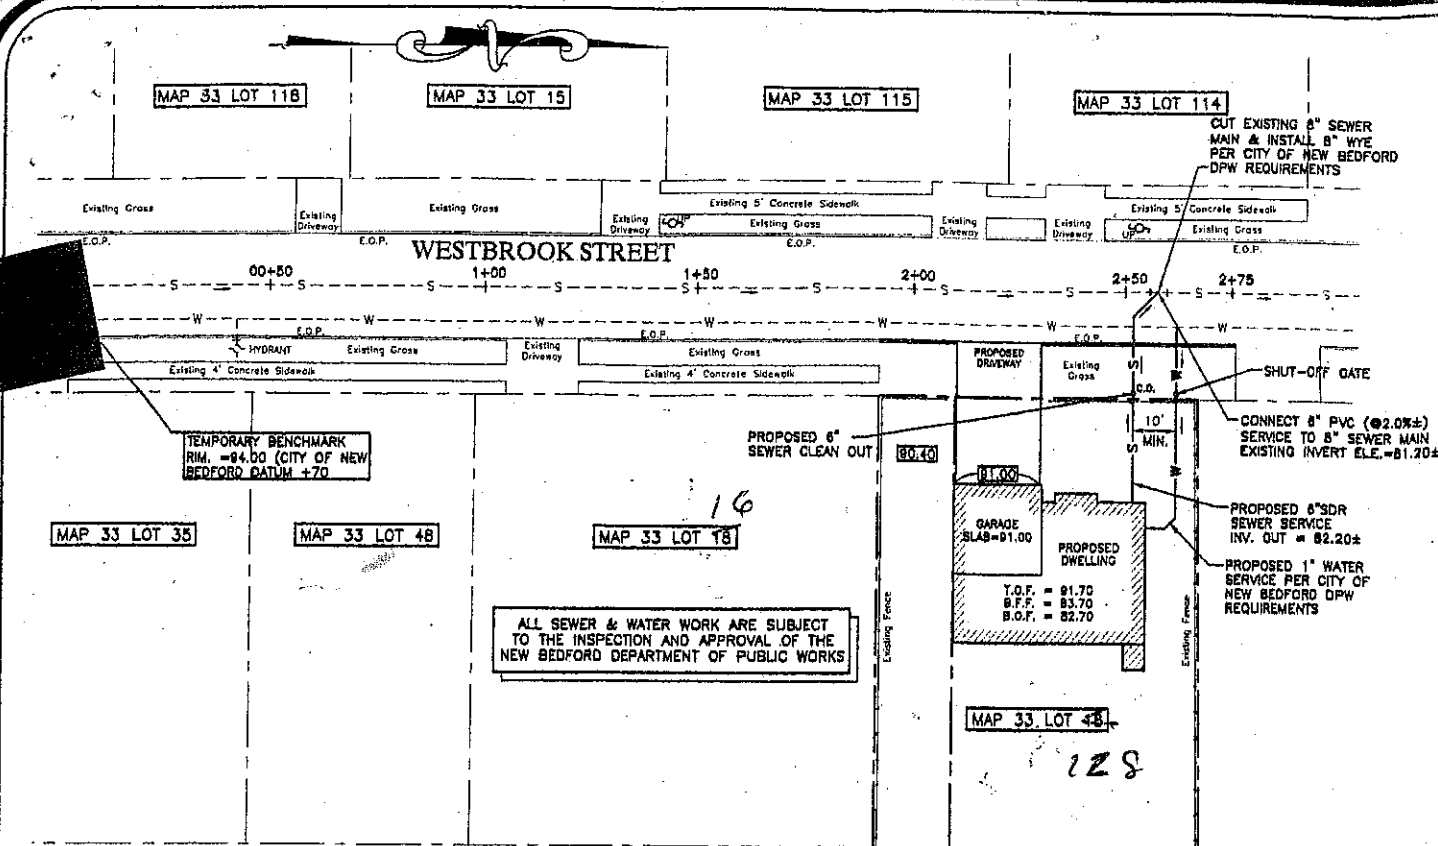 MAP 33 LOT 118
MAP 33 LOT 15
MAP 33 LOT 115
MAP 33 LOT 114
CUT EXISTING 8" SEWER
MAIN & INSTALL 8" WYE
PER CITY OF NEW BEDFORD
DPW REQUIREMENTS
Existing Grass
Existing
Driveway
Existing Grass
Existing
Driveway
UP
Existing 5' Concrete Sidewalk
Existing Grass
Existing
Driveway
Existing
Driveway
UP
Existing 5' Concrete Sidewalk
Existing Grass
E.O.P.
E.O.P.
E.O.P.
E.O.P.
WESTBROOK STREET
00+50
1+00
1+50
2+00
2+50
2+75
S S S S S S S S S S
W W W W W W W
E.O.P.
E.O.P.
E.O.P.
HYDRANT
Existing Grass
Existing
Driveway
Existing Grass
Existing 4' Concrete Sidewalk
Existing 4' Concrete Sidewalk
PROPOSED
DRIVEWAY
Existing
Grass
S
W
C.O.
SHUT-OFF GATE
TEMPORARY BENCHMARK
RIM. =94.00 (CITY OF NEW
BEDFORD DATUM +70
PROPOSED 6"
SEWER CLEAN OUT
90.40
10'
MIN.
S
W
CONNECT 6" PVC (@2.0%±)
SERVICE TO 8" SEWER MAIN
EXISTING INVERT ELE.=81.20±
91.00
16
MAP 33 LOT 35
MAP 33 LOT 48
MAP 33 LOT 18
GARAGE
SLAB=91.00
PROPOSED
DWELLING
T.O.F. = 91.70
B.F.F. = 83.70
B.O.F. = 82.70
PROPOSED 6"SDR
SEWER SERVICE
INV. OUT = 82.20±
PROPOSED 1" WATER
SERVICE PER CITY OF
NEW BEDFORD DPW
REQUIREMENTS
ALL SEWER & WATER WORK ARE SUBJECT
TO THE INSPECTION AND APPROVAL OF THE
NEW BEDFORD DEPARTMENT OF PUBLIC WORKS
Existing Fence
Existing Fence
MAP 33 LOT
128